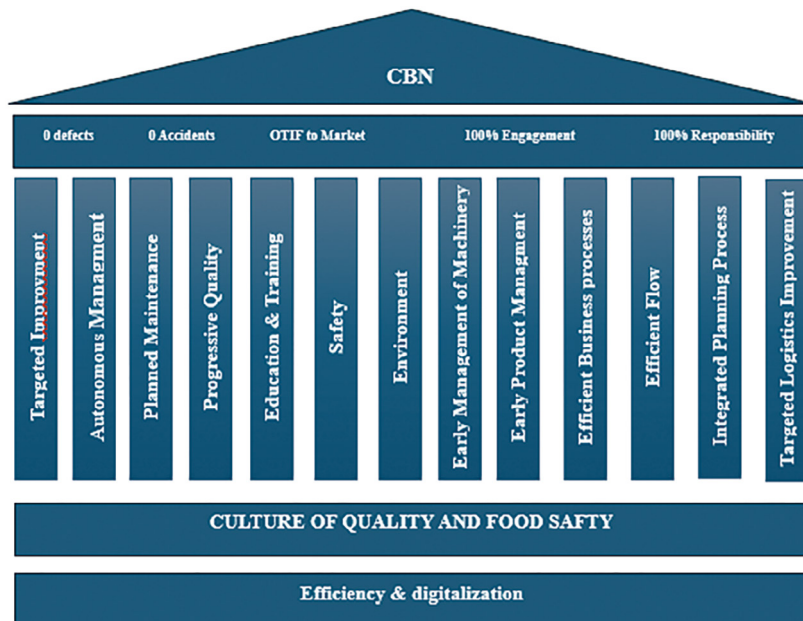 CBN
0 defects
0 Accidents
OTIF to Market
100% Engagement
100% Responsibility
Targeted Improvment
Autonomous Managment
Planned Maintenance
Progressive Quality
Education & Training
Safety
Environment
Early Management of Machinery
Early Product Managment
Efficient Business processes
Efficient Flow
Integrated Planning Process
Targeted Logistics Improvement
CULTURE OF QUALITY AND FOOD SAFTY
Efficiency & digitalization